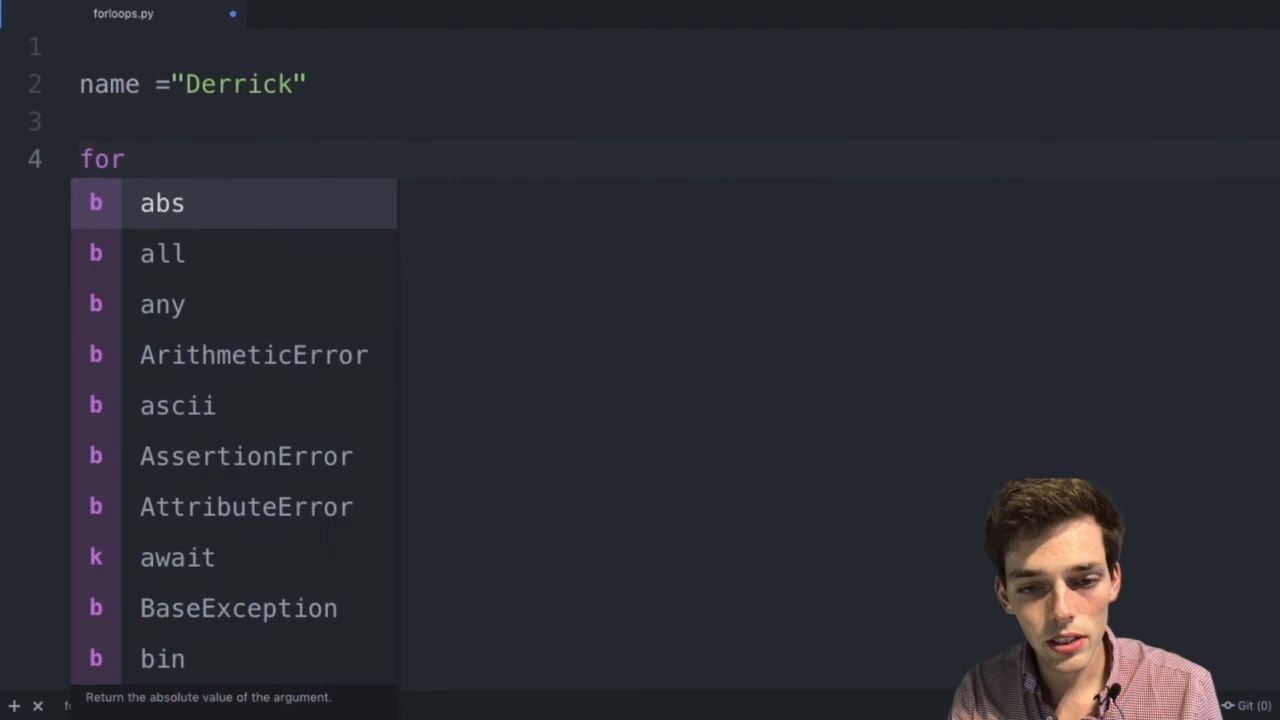 forloops.py
1
2 name ="Derrick"
3
4 for
b abs
b all
b any
b ArithmeticError
b ascii
b AssertionError
b AttributeError
k await
b BaseException
b bin
Return the absolute value of the argument.
Git (0)